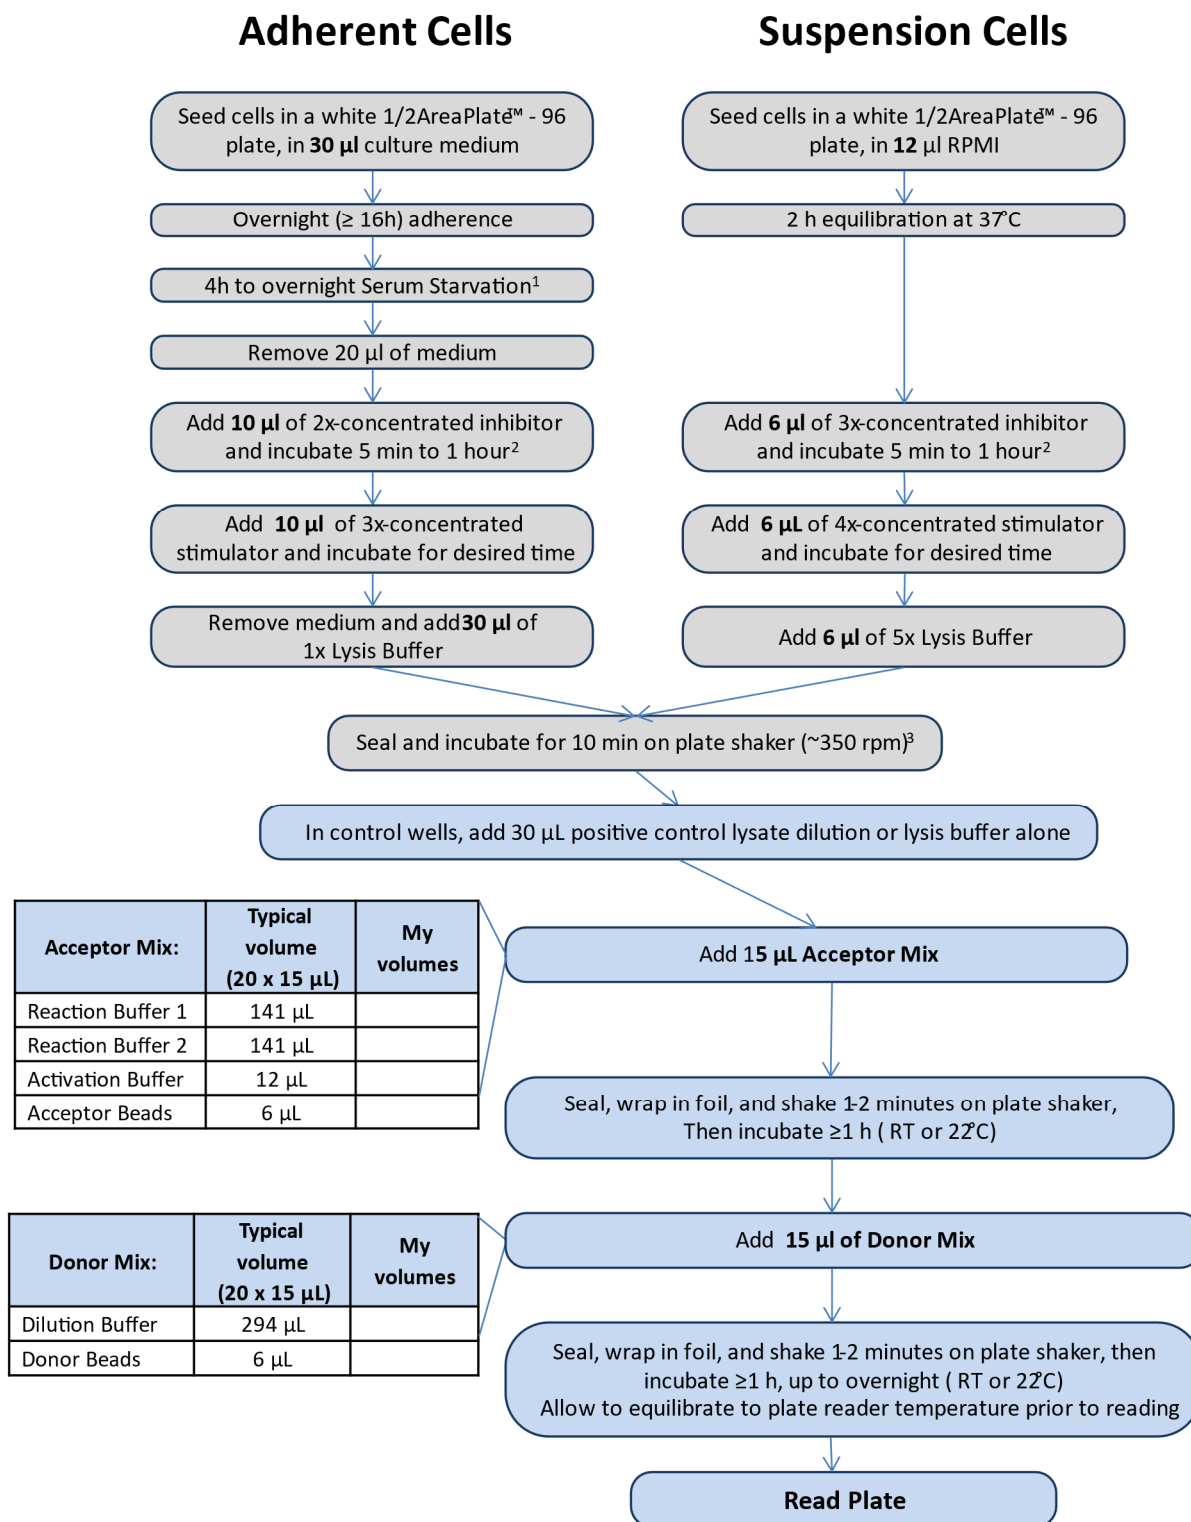 Adherent Cells
Suspension Cells
Seed cells in a white 1/2AreaPlate™ - 96
plate, in 30 µl culture medium
Seed cells in a white 1/2AreaPlate™ - 96
plate, in 12 µl RPMI
Overnight (≥ 16h) adherence
2 h equilibration at 37°C
4h to overnight Serum Starvation¹
Remove 20 µl of medium
Add 10 µl of 2x-concentrated inhibitor
and incubate 5 min to 1 hour²
Add 6 µl of 3x-concentrated inhibitor
and incubate 5 min to 1 hour²
Add 10 µl of 3x-concentrated
stimulator and incubate for desired time
Add 6 µL of 4x-concentrated stimulator
and incubate for desired time
Remove medium and add 30 µl of
1x Lysis Buffer
Add 6 µl of 5x Lysis Buffer
Seal and incubate for 10 min on plate shaker (~350 rpm)³
In control wells, add 30 µL positive control lysate dilution or lysis buffer alone
Acceptor Mix:
Typical
volume
(20 x 15 µL)
My
volumes
Reaction Buffer 1
141 µL
Reaction Buffer 2
141 µL
Activation Buffer
12 µL
Acceptor Beads
6 µL
Add 15 µL Acceptor Mix
Seal, wrap in foil, and shake 1-2 minutes on plate shaker,
Then incubate ≥1 h ( RT or 22°C)
Donor Mix:
Typical
volume
(20 x 15 µL)
My
volumes
Dilution Buffer
294 µL
Donor Beads
6 µL
Add 15 µl of Donor Mix
Seal, wrap in foil, and shake 1-2 minutes on plate shaker, then
incubate ≥1 h, up to overnight ( RT or 22°C)
Allow to equilibrate to plate reader temperature prior to reading
Read Plate